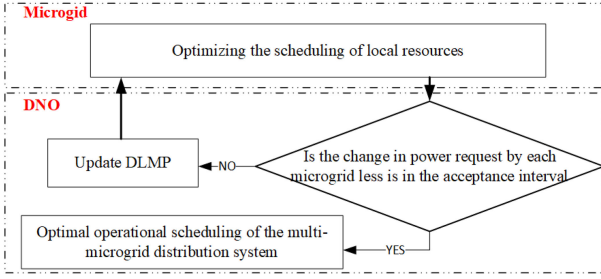 Microgid
Optimizing the scheduling of local resources
DNO
Is the change in power request by each
microgrid less is in the acceptance interval
Update DLMP
NO
Optimal operational scheduling of the multi-
microgrid distribution system
YES